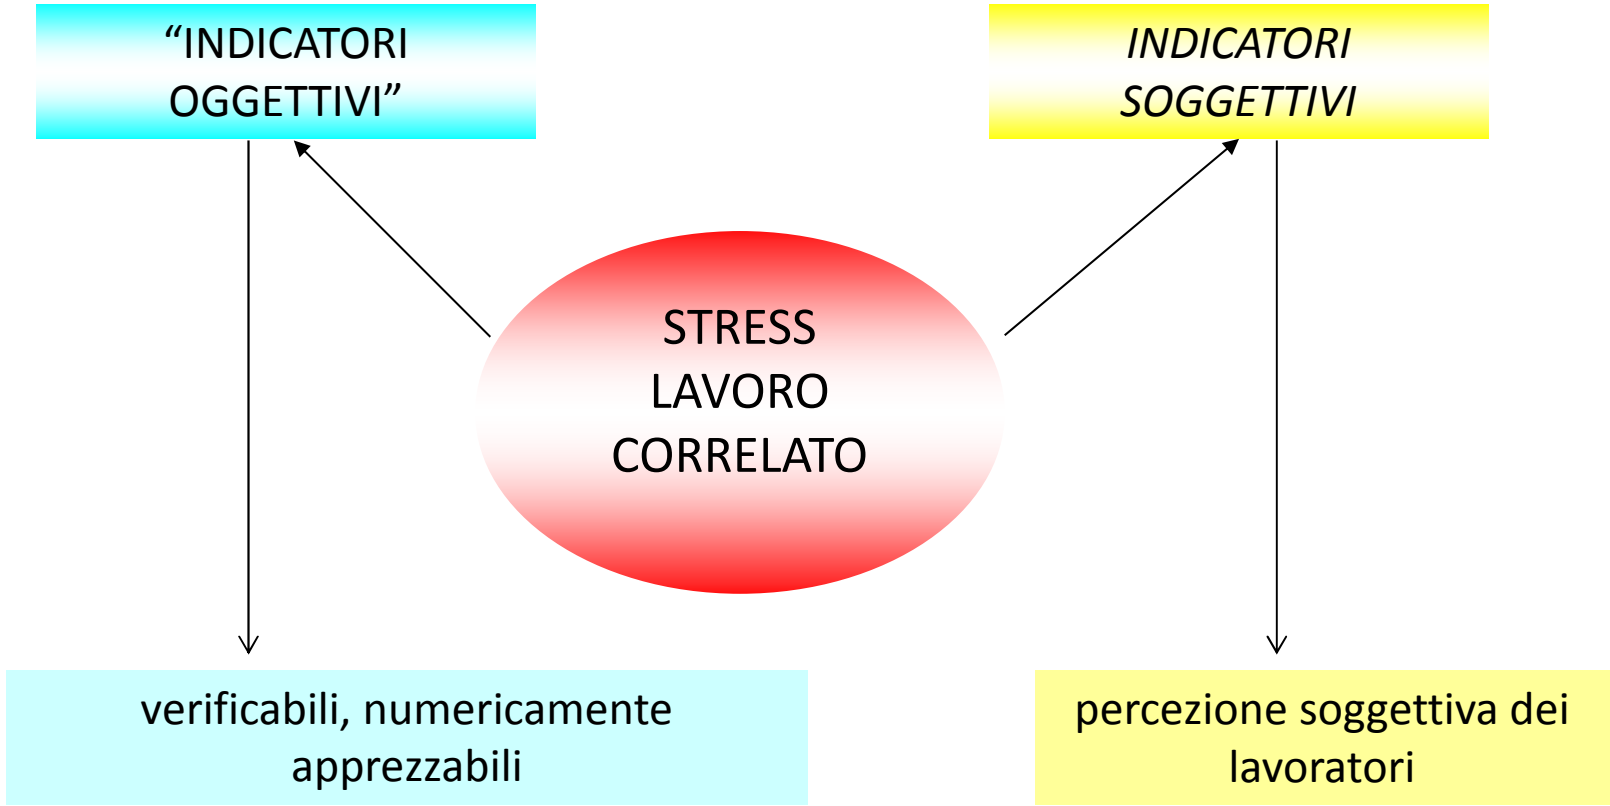 “INDICATORI
OGGETTIVI”
INDICATORI
SOGGETTIVI
STRESS
LAVORO
CORRELATO
verificabili, numericamente
apprezzabili
percezione soggettiva dei
lavoratori